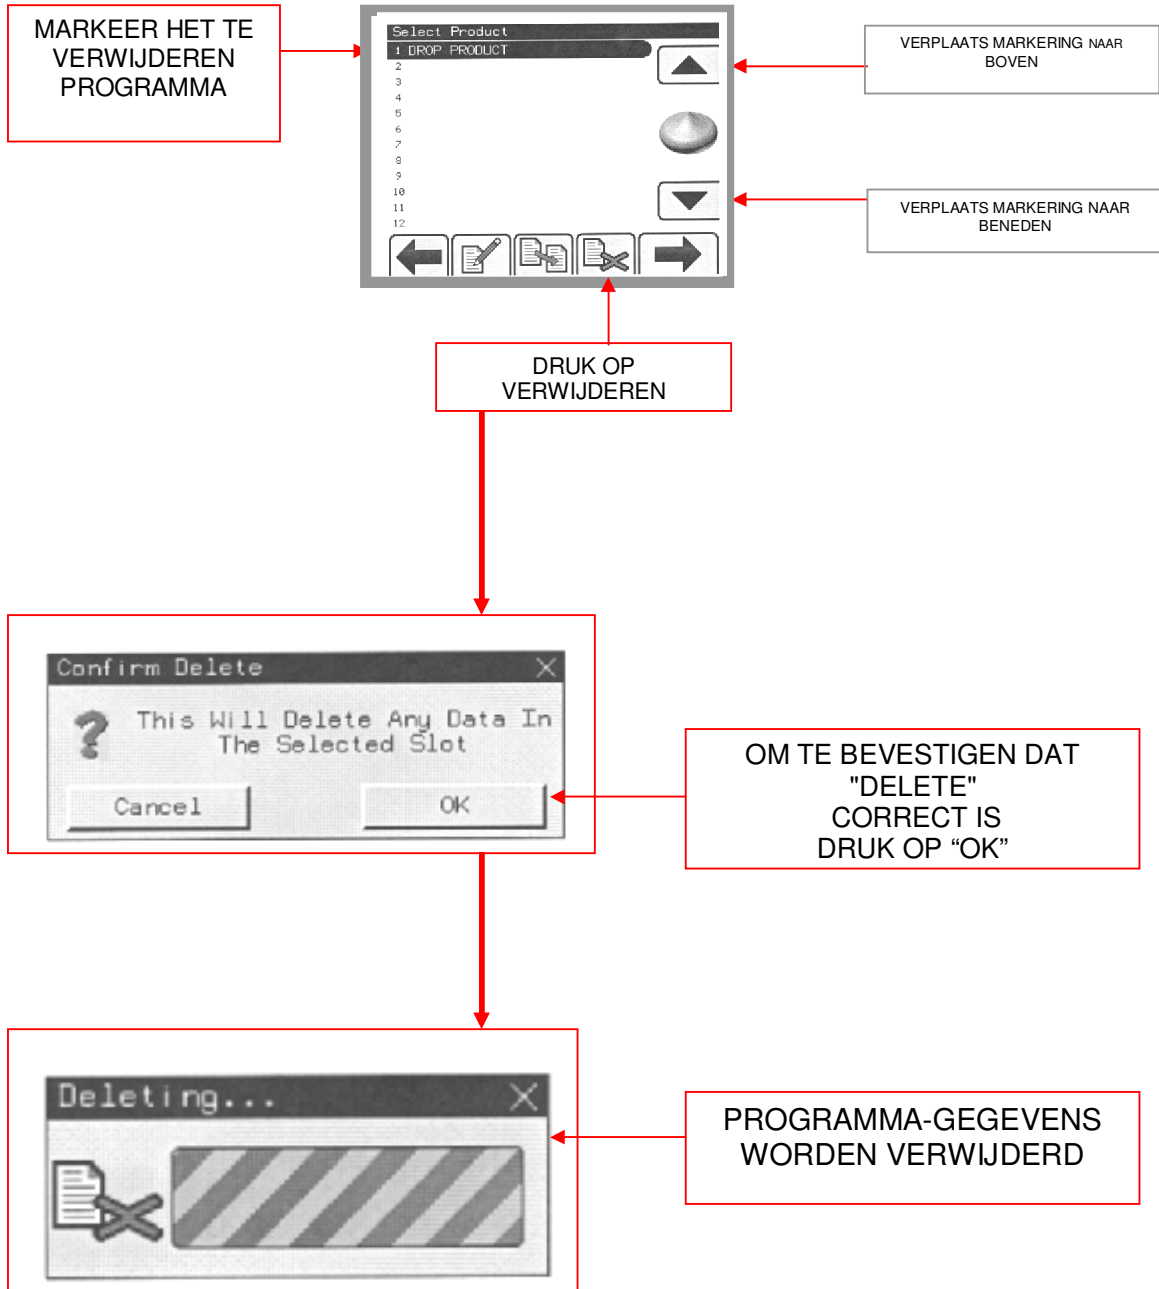 MARKEER HET TE
VERWIJDEREN
PROGRAMMA
Select Product
1 DROP PRODUCT
2
3
4
5
6
7
8
9
10
11
12
VERPLAATS MARKERING NAAR
BOVEN
VERPLAATS MARKERING NAAR
BENEDEN
DRUK OP
VERWIJDEREN
Confirm Delete
This Will Delete Any Data In
The Selected Slot
Cancel
OK
OM TE BEVESTIGEN DAT
"DELETE"
CORRECT IS
DRUK OP “OK”
Deleting...
PROGRAMMA-GEGEVENS
WORDEN VERWIJDERD